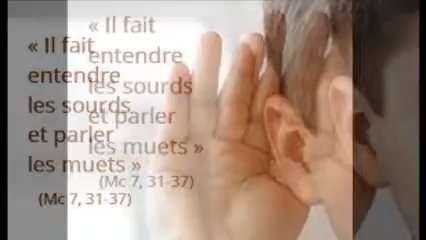 « Il fait
entendre
les sourds
et parler
les muets »
(Mc 7, 31-37)
« Il fait
entendre
les sourds
et parler
les muets »
(Mc 7, 31-37)